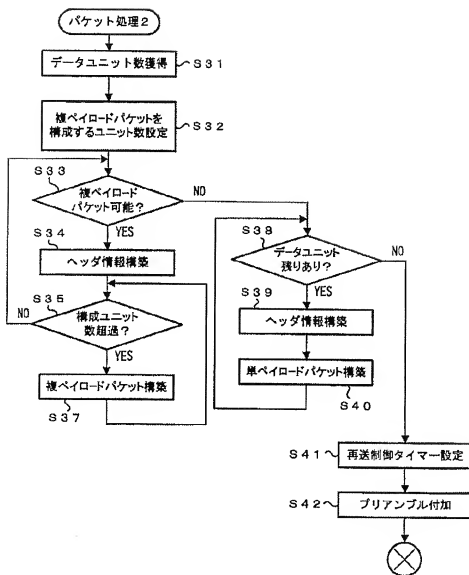 パケット処理2
データユニット数獲得
S31
複ペイロードパケットを
構成するユニット数設定
S32
S33
複ペイロード
パケット可能?
NO
YES
S34
ヘッダ情報構築
S35
構成ユニット
数超過?
NO
YES
複ペイロードパケット構築
S37
S38
データユニット
残りあり?
NO
YES
S39
ヘッダ情報構築
単ペイロードパケット構築
S40
S41
再送制御タイマー設定
S42
プリアンブル付加